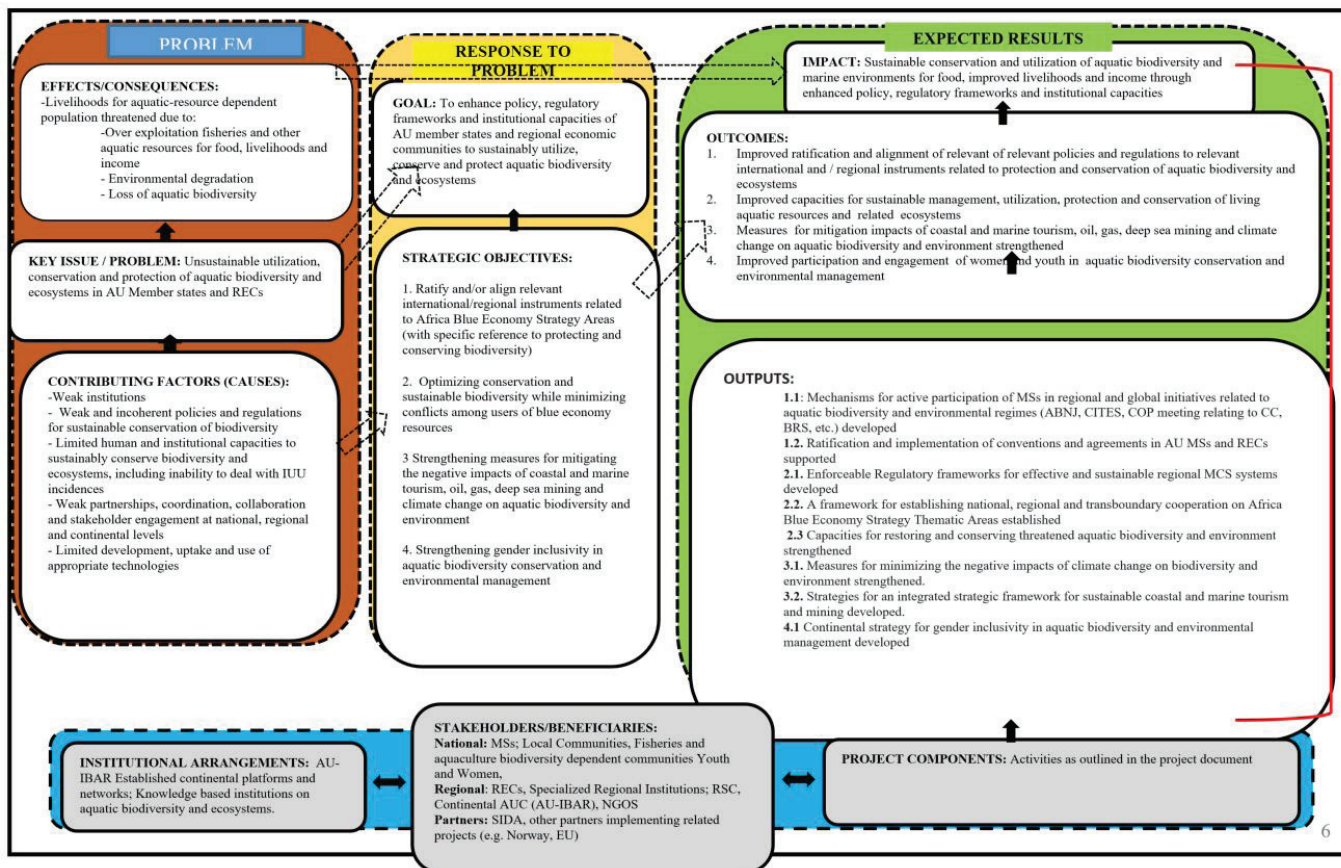 PROBLEM
EFFECTS/CONSEQUENCES:
-Livelihoods for aquatic-resource dependent
population threatened due to:
-Over exploitation fisheries and other
aquatic resources for food, livelihoods and
income
- Environmental degradation
- Loss of aquatic biodiversity
KEY ISSUE / PROBLEM: Unsustainable utilization,
conservation and protection of aquatic biodiversity and
ecosystems in AU Member states and RECs
CONTRIBUTING FACTORS (CAUSES):
-Weak institutions
- Weak and incoherent policies and regulations
for sustainable conservation of biodiversity
- Limited human and institutional capacities to
sustainably conserve biodiversity and
ecosystems, including inability to deal with IUU
incidences
- Weak partnerships, coordination, collaboration
and stakeholder engagement at national, regional
and continental levels
- Limited development, uptake and use of
appropriate technologies
RESPONSE TO
PROBLEM
GOAL: To enhance policy, regulatory
frameworks and institutional capacities of
AU member states and regional economic
communities to sustainably utilize,
conserve and protect aquatic biodiversity
and ecosystems
STRATEGIC OBJECTIVES:
1. Ratify and/or align relevant
international/regional instruments related
to Africa Blue Economy Strategy Areas
(with specific reference to protecting and
conserving biodiversity)
2. Optimizing conservation and
sustainable biodiversity while minimizing
conflicts among users of blue economy
resources
3 Strengthening measures for mitigating
the negative impacts of coastal and marine
tourism, oil, gas, deep sea mining and
climate change on aquatic biodiversity and
environment
4. Strengthening gender inclusivity in
aquatic biodiversity conservation and
environmental management
EXPECTED RESULTS
IMPACT: Sustainable conservation and utilization of aquatic biodiversity and
marine environments for food, improved livelihoods and income through
enhanced policy, regulatory frameworks and institutional capacities
OUTCOMES:
1. Improved ratification and alignment of relevant of relevant policies and regulations to relevant
international and / regional instruments related to protection and conservation of aquatic biodiversity and
ecosystems
2. Improved capacities for sustainable management, utilization, protection and conservation of living
aquatic resources and related ecosystems
3. Measures for mitigation impacts of coastal and marine tourism, oil, gas, deep sea mining and climate
change on aquatic biodiversity and environment strengthened
4. Improved participation and engagement of women and youth in aquatic biodiversity conservation and
environmental management
OUTPUTS:
1.1: Mechanisms for active participation of MSs in regional and global initiatives related to
aquatic biodiversity and environmental regimes (ABNJ, CITES, COP meeting relating to CC,
BRS, etc.) developed
1.2. Ratification and implementation of conventions and agreements in AU MSs and RECs
supported
2.1. Enforceable Regulatory frameworks for effective and sustainable regional MCS systems
developed
2.2. A framework for establishing national, regional and transboundary cooperation on Africa
Blue Economy Strategy Thematic Areas established
2.3 Capacities for restoring and conserving threatened aquatic biodiversity and environment
strengthened
3.1. Measures for minimizing the negative impacts of climate change on biodiversity and
environment strengthened.
3.2. Strategies for an integrated strategic framework for sustainable coastal and marine tourism
and mining developed.
4.1 Continental strategy for gender inclusivity in aquatic biodiversity and environmental
management developed
INSTITUTIONAL ARRANGEMENTS: AU-
IBAR Established continental platforms and
networks; Knowledge based institutions on
aquatic biodiversity and ecosystems.
STAKEHOLDERS/BENEFICIARIES:
National: MSs; Local Communities, Fisheries and
aquaculture biodiversity dependent communities Youth
and Women,
Regional: RECs, Specialized Regional Institutions; RSC,
Continental AUC (AU-IBAR), NGOS
Partners: SIDA, other partners implementing related
projects (e.g. Norway, EU)
PROJECT COMPONENTS: Activities as outlined in the project document
6